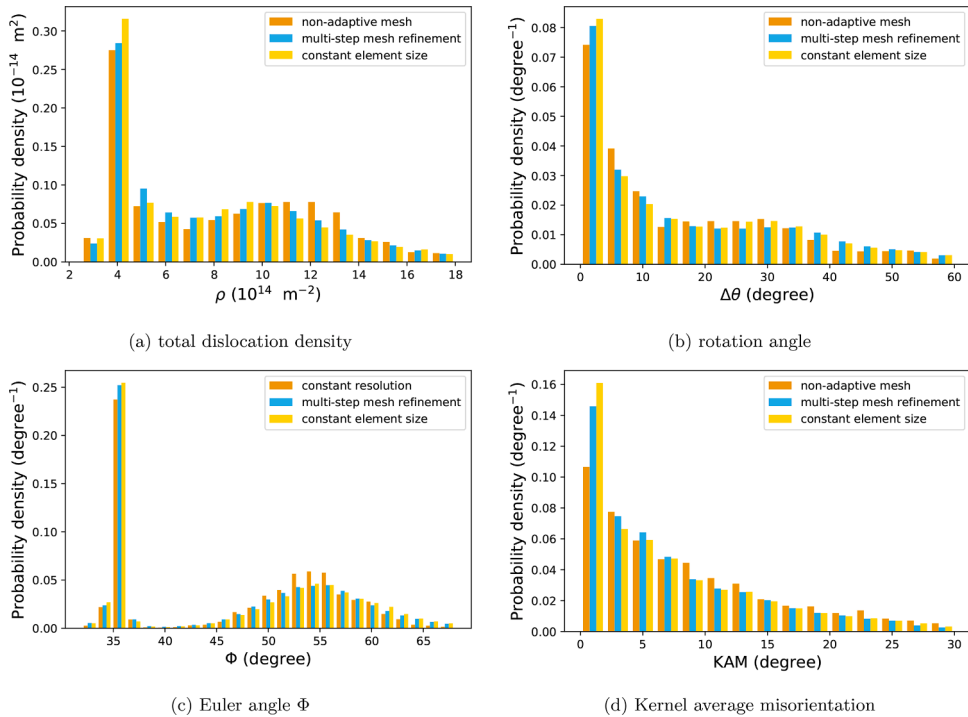 non-adaptive mesh
multi-step mesh refinement
constant element size
Probability density (10⁻¹⁴ m²)
0.30
0.25
0.20
0.15
0.10
0.05
0.00
2 4 6 8 10 12 14 16 18
ρ (10¹⁴ m⁻²)
(a) total dislocation density
non-adaptive mesh
multi-step mesh refinement
constant element size
Probability density (degree⁻¹)
0.08
0.07
0.06
0.05
0.04
0.03
0.02
0.01
0.00
0 10 20 30 40 50 60
Δθ (degree)
(b) rotation angle
constant resolution
multi-step mesh refinement
constant element size
Probability density (degree⁻¹)
0.25
0.20
0.15
0.10
0.05
0.00
35 40 45 50 55 60 65
Φ (degree)
(c) Euler angle Φ
non-adaptive mesh
multi-step mesh refinement
constant element size
Probability density (degree⁻¹)
0.16
0.14
0.12
0.10
0.08
0.06
0.04
0.02
0.00
0 5 10 15 20 25 30
KAM (degree)
(d) Kernel average misorientation